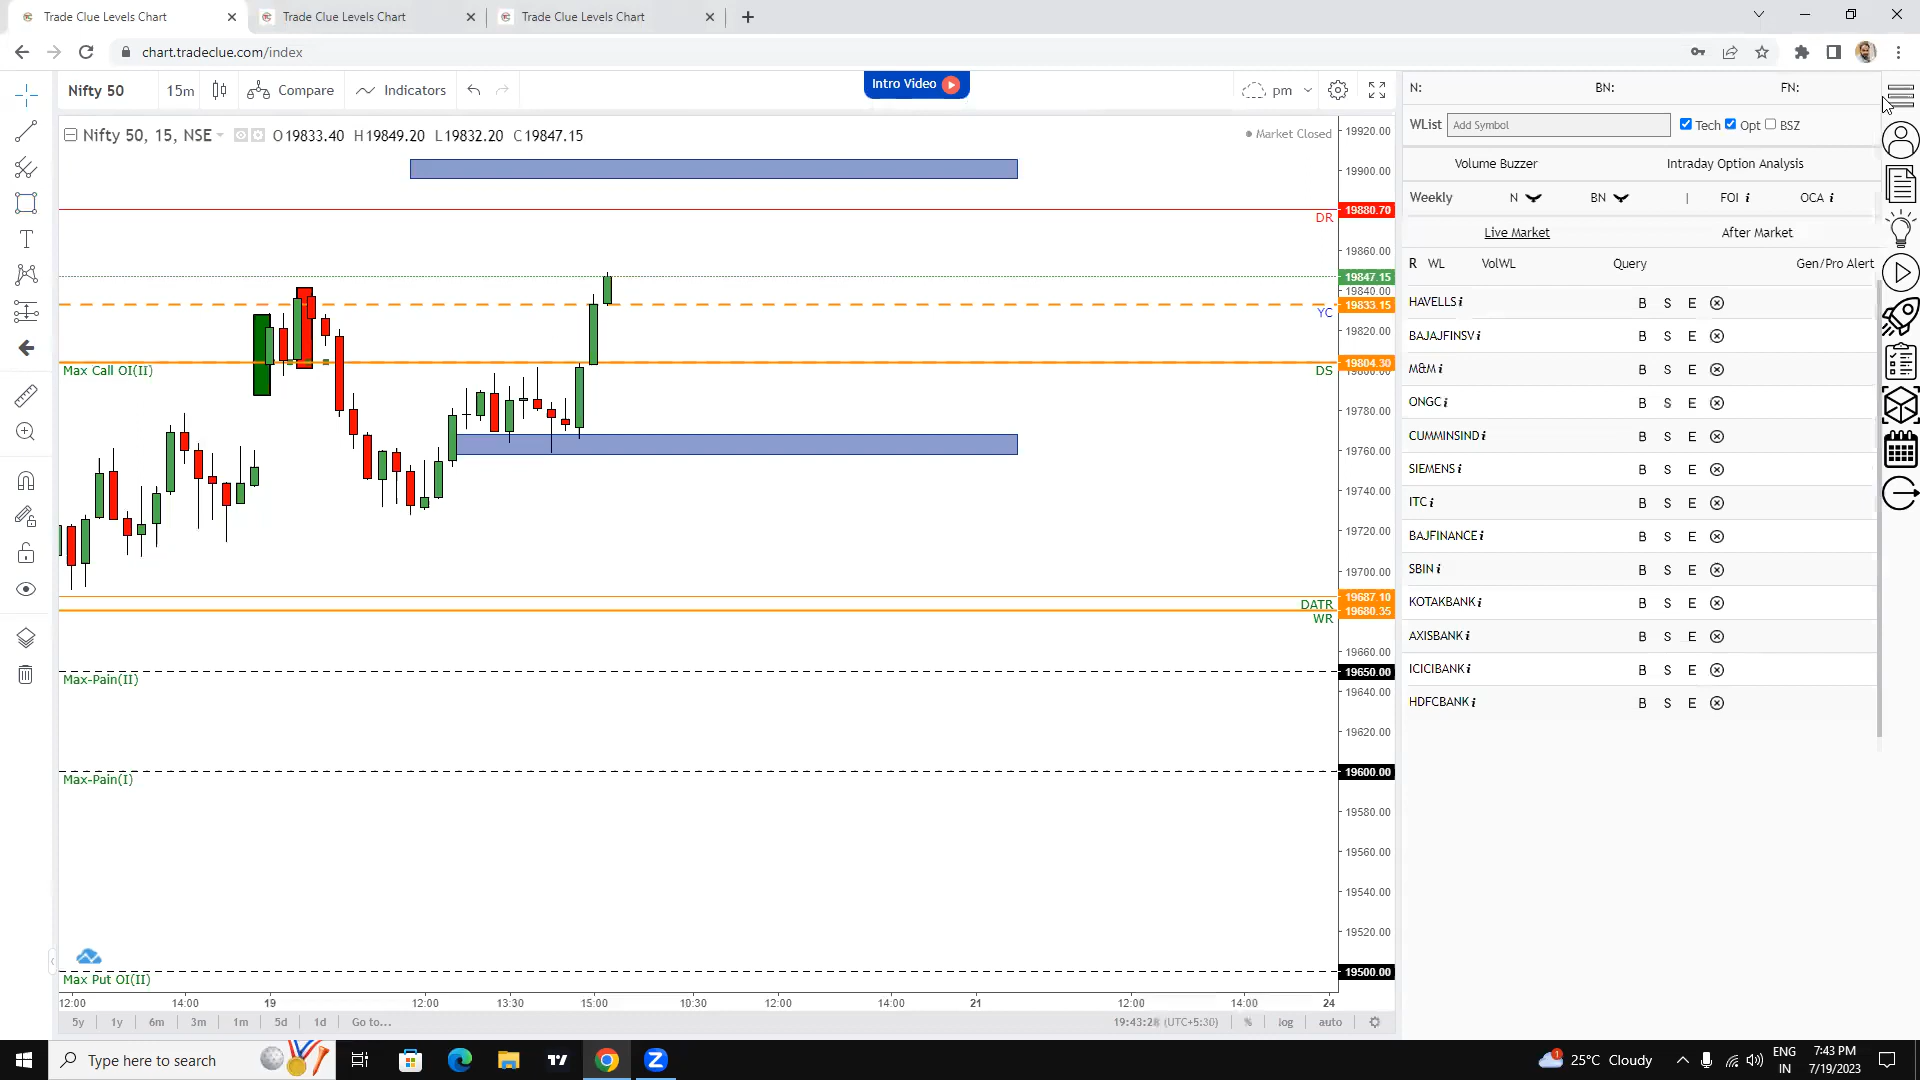 Trade Clue Levels Chart
Trade Clue Levels Chart
Trade Clue Levels Chart
chart.tradeclue.com/index
Nifty 50
15m
Compare
Indicators
Intro Video
pm
Nifty 50, 15, NSE
O19833.40 H19849.20 L19832.20 C19847.15
Market Closed
19920.00
19900.00
19880.70
DR
19860.00
19847.15
19840.00
19833.15
YC
19820.00
19804.30
19800.00
Max Call OI(II)
DS
19780.00
19760.00
19740.00
19720.00
19700.00
19687.10
DATR
19680.35
WR
19660.00
19650.00
Max-Pain(II)
19640.00
19620.00
19600.00
Max-Pain(I)
19580.00
19560.00
19540.00
19520.00
19500.00
Max Put OI(II)
12:00 14:00 19 12:00 13:30 15:00 10:30 12:00 14:00 21 12:00 14:00 24
5y 1y 6m 3m 1m 5d 1d Go to...
19:43:28 (UTC+5:30) % log auto
N: BN: FN:
WList Add Symbol Tech Opt BSZ
Volume Buzzer Intraday Option Analysis
Weekly N BN | FOI i OCA i
Live Market After Market
R WL VolWL Query Gen/Pro Alert
HAVELLS i B S E
BAJAJFINSV i B S E
M&M i B S E
ONGC i B S E
CUMMINSIND i B S E
SIEMENS i B S E
ITC i B S E
BAJFINANCE i B S E
SBIN i B S E
KOTAKBANK i B S E
AXISBANK i B S E
ICICIBANK i B S E
HDFCBANK i B S E
Type here to search
1
25°C Cloudy
ENG
IN
7:43 PM
7/19/2023